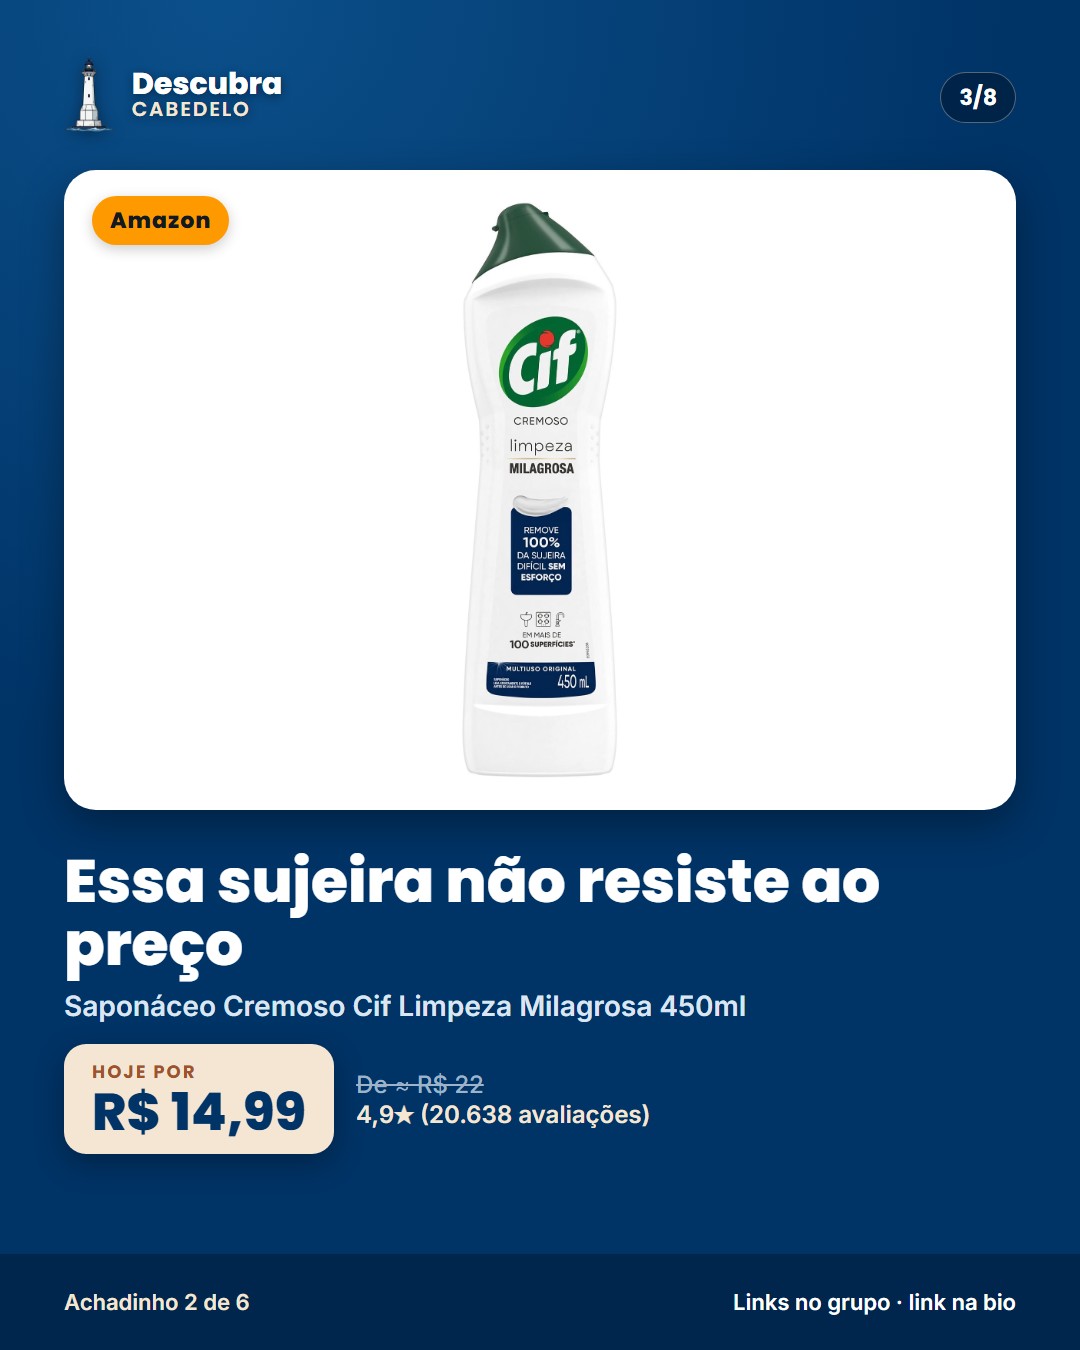 Descubra
CABEDELO
3/8
Amazon
Cif
CREMOSO
limpeza
MILAGROSA
REMOVE
100%
DA SUJEIRA
DIFÍCIL SEM
ESFORÇO
EM MAIS DE
100 SUPERFÍCIES*
MULTIUSO ORIGINAL
450 mL
Essa sujeira não resiste ao
preço
Saponáceo Cremoso Cif Limpeza Milagrosa 450ml
HOJE POR
R$ 14,99
De ≈ R$ 22
4,9★ (20.638 avaliações)
Achadinho 2 de 6
Links no grupo · link na bio